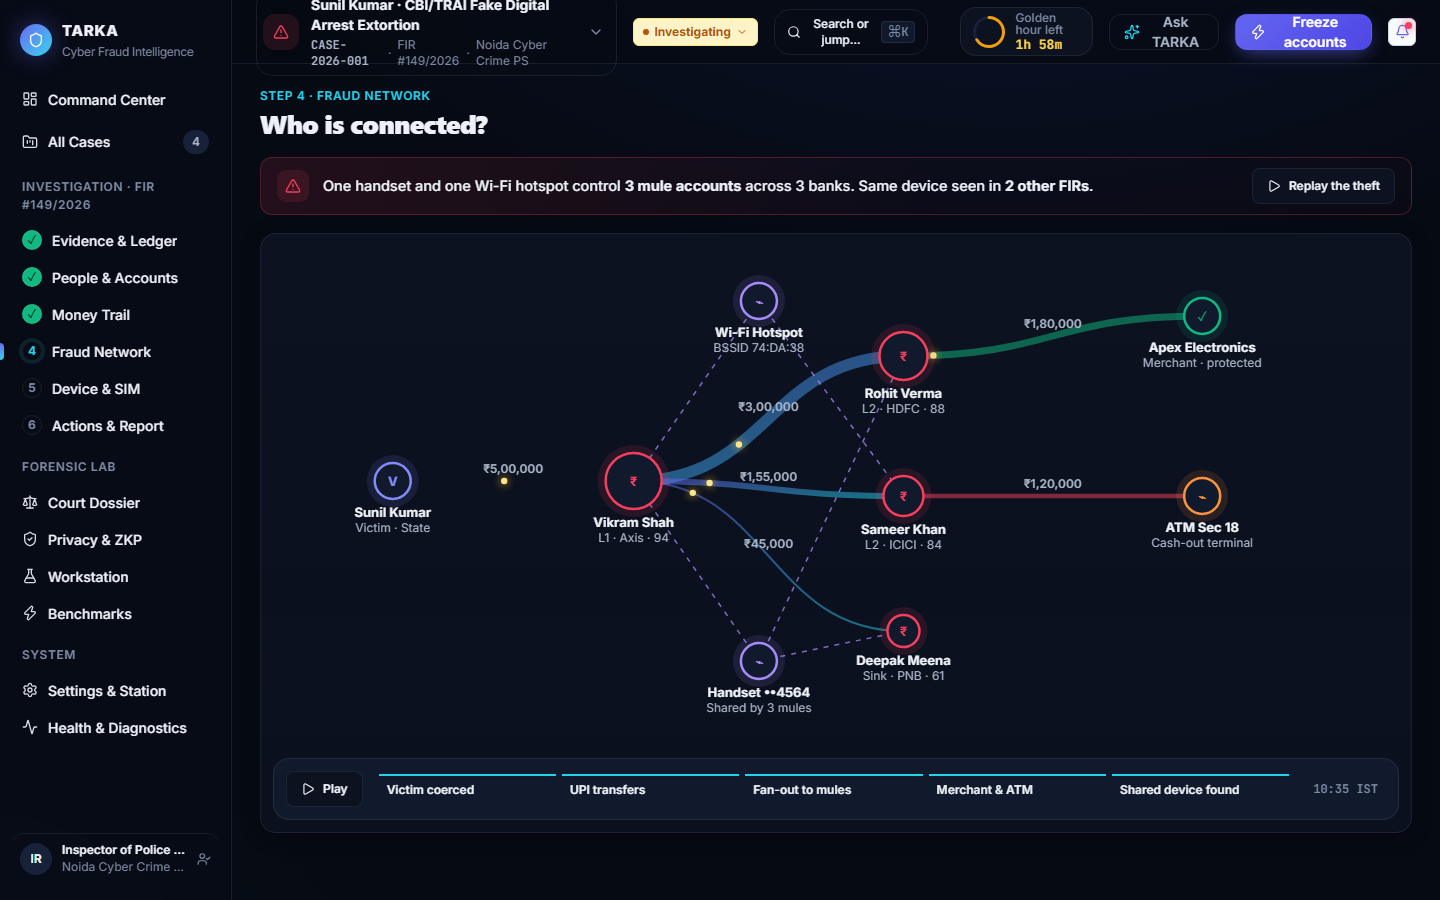 TARKA
Cyber Fraud Intelligence
Command Center
All Cases
4
INVESTIGATION · FIR
#149/2026
Evidence & Ledger
People & Accounts
Money Trail
4
Fraud Network
5
Device & SIM
6
Actions & Report
FORENSIC LAB
Court Dossier
Privacy & ZKP
Workstation
Benchmarks
SYSTEM
Settings & Station
Health & Diagnostics
IR
Inspector of Police ...
Noida Cyber Crime ...
Sunil Kumar · CBI/TRAI Fake Digital
Arrest Extortion
CASE-
2026-001
·
FIR
#149/2026
·
Noida Cyber
Crime PS
Investigating
Search or
jump...
⌘K
Golden
hour left
1h 58m
Ask
TARKA
Freeze
accounts
STEP 4 · FRAUD NETWORK
Who is connected?
One handset and one Wi-Fi hotspot control 3 mule accounts across 3 banks. Same device seen in 2 other FIRs.
Replay the theft
Wi-Fi Hotspot
BSSID 74:DA:38
₹1,80,000
✓
Apex Electronics
Merchant · protected
₹
Rohit Verma
L2 · HDFC · 88
₹3,00,000
V
Sunil Kumar
Victim · State
₹5,00,000
₹
Vikram Shah
L1 · Axis · 94
₹1,55,000
₹
Sameer Khan
L2 · ICICI · 84
₹1,20,000
ATM Sec 18
Cash-out terminal
₹45,000
₹
Deepak Meena
Sink · PNB · 61
Handset ••4564
Shared by 3 mules
Play
Victim coerced
UPI transfers
Fan-out to mules
Merchant & ATM
Shared device found
10:35 IST